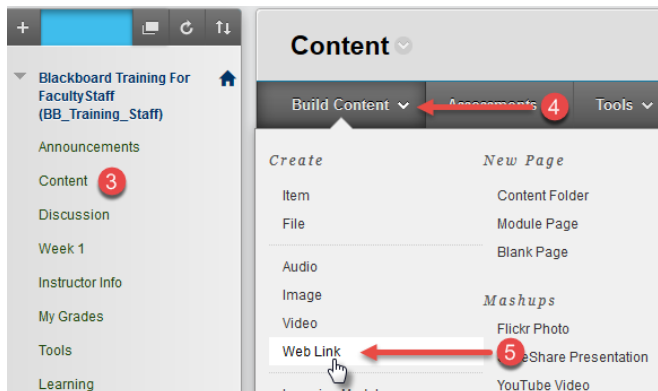 Blackboard Training For
FacultyStaff
(BB_Training_Staff)
Announcements
Content 3
Discussion
Week 1
Instructor Info
My Grades
Tools
Learning
Content
Build Content 4 Tools
Create
Item
File
Audio
Image
Video
Web Link 5
New Page
Content Folder
Module Page
Blank Page
Mashups
Flickr Photo
Presentation
YouTube Video